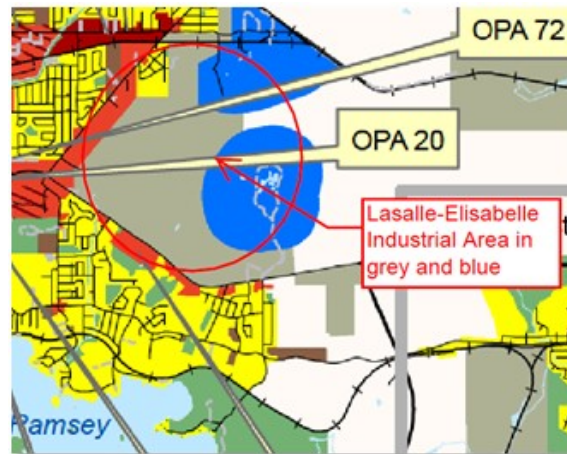 OPA 72
OPA 20
Lasalle-Elisabelle
Industrial Area in
grey and blue
t
Ramsey